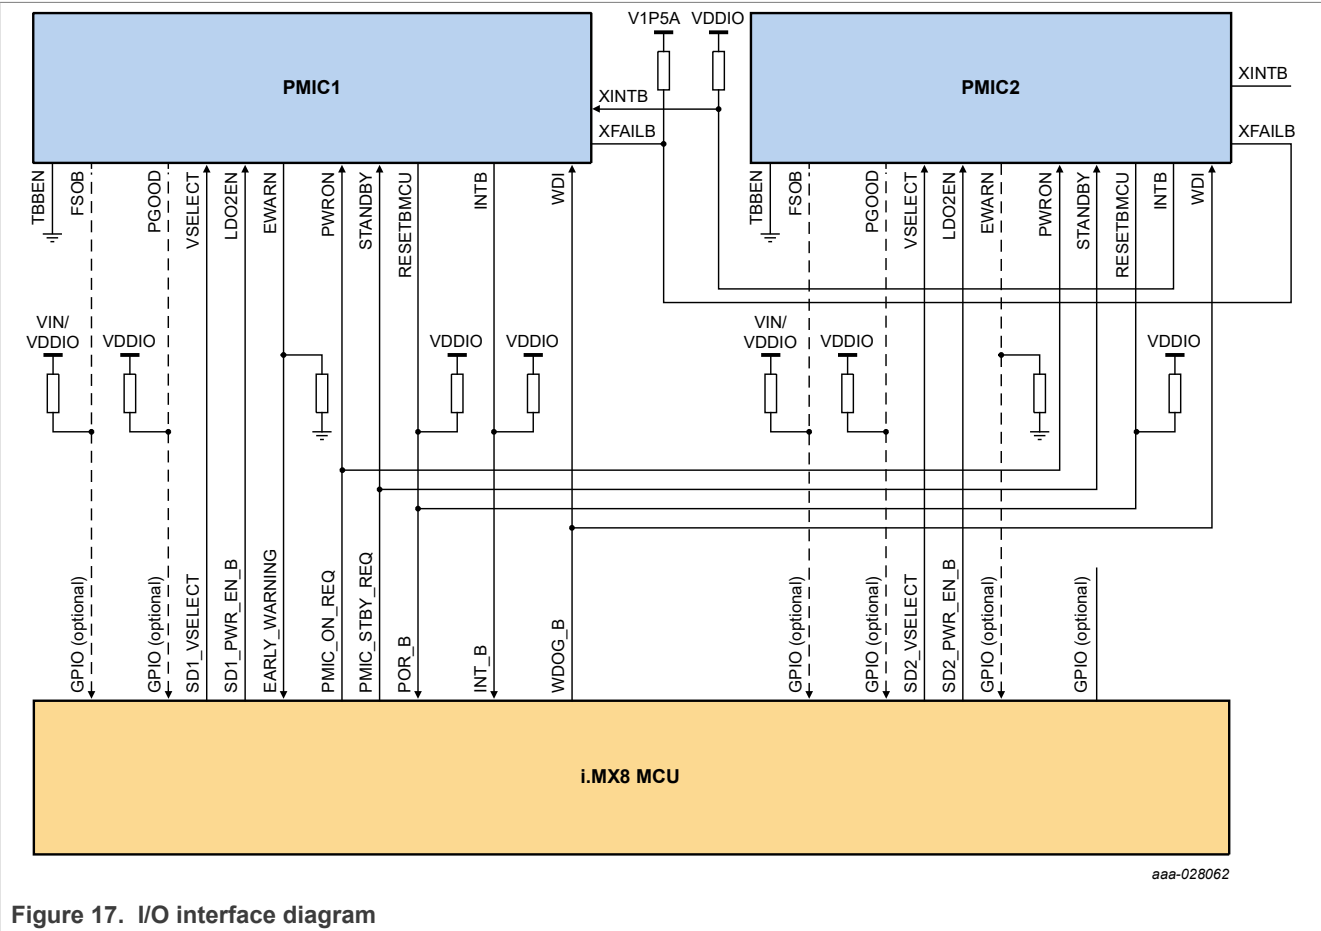 V1P5A VDDIO
PMIC1
PMIC2
XINTB
XINTB
XFAILB
XFAILB
TBBEN
FSOB
PGOOD
VSELECT
LDO2EN
EWARN
PWRON
STANDBY
RESETBMCU
INTB
WDI
TBBEN
FSOB
PGOOD
VSELECT
LDO2EN
EWARN
PWRON
STANDBY
RESETBMCU
INTB
WDI
VIN/
VDDIO
VDDIO
VDDIO
VDDIO
VIN/
VDDIO
VDDIO
VDDIO
GPIO (optional)
GPIO (optional)
SD1_VSELECT
SD1_PWR_EN_B
EARLY_WARNING
PMIC_ON_REQ
PMIC_STBY_REQ
POR_B
INT_B
WDOG_B
GPIO (optional)
GPIO (optional)
SD2_VSELECT
SD2_PWR_EN_B
GPIO (optional)
GPIO (optional)
i.MX8 MCU
aaa-028062
Figure 17. I/O interface diagram